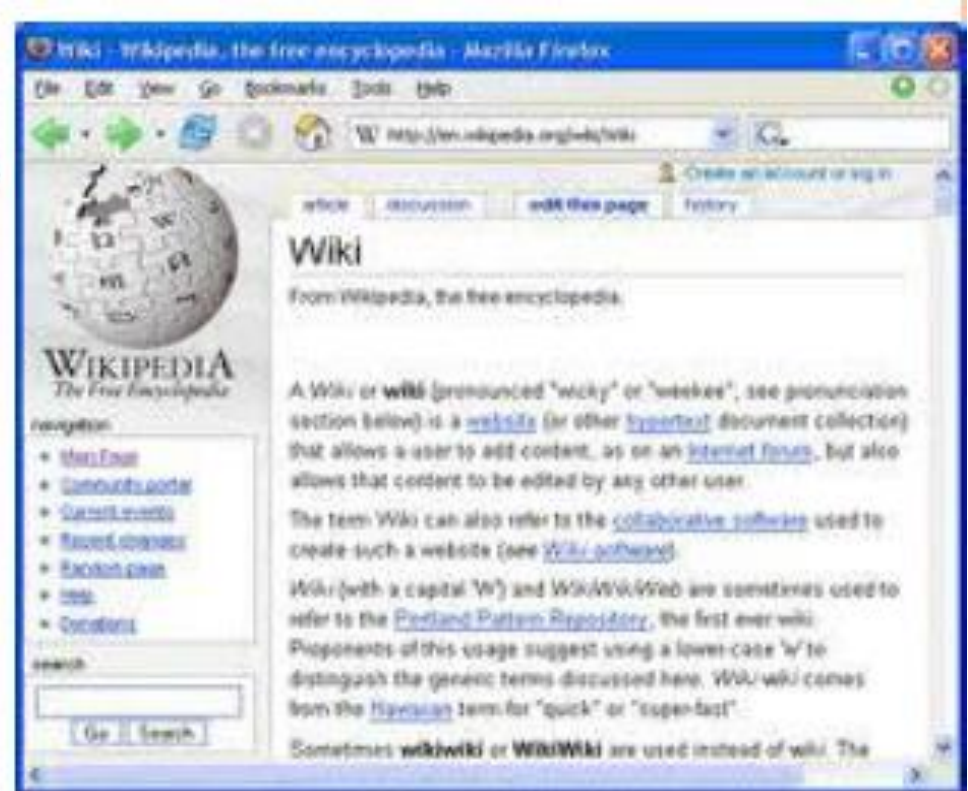 Wiki - Wikipedia, the free encyclopedia - Mozilla Firefox
File Edit View Go Bookmarks Tools Help
W http://en.wikipedia.org/wiki/Wiki G
Create an account or log in
article discussion edit this page history
WIKIPEDIA
The Free Encyclopedia
navigation
Main Page
Community portal
Current events
Recent changes
Random page
Help
Donations
search
Go Search
Wiki
From Wikipedia, the free encyclopedia.
A Wiki or wiki (pronounced "wicky" or "weekee", see pronunciation
section below) is a website (or other hypertext document collection)
that allows a user to add content, as on an Internet forum, but also
allows that content to be edited by any other user.
The term Wiki can also refer to the collaborative software used to
create such a website (see Wiki software).
Wiki (with a capital 'W') and WikiWikiWeb are sometimes used to
refer to the Portland Pattern Repository, the first ever wiki.
Proponents of this usage suggest using a lower-case 'w' to
distinguish the generic terms discussed here. Wiki wiki comes
from the Hawaiian term for "quick" or "super-fast".
Sometimes wikiwiki or WikiWiki are used instead of wiki. The